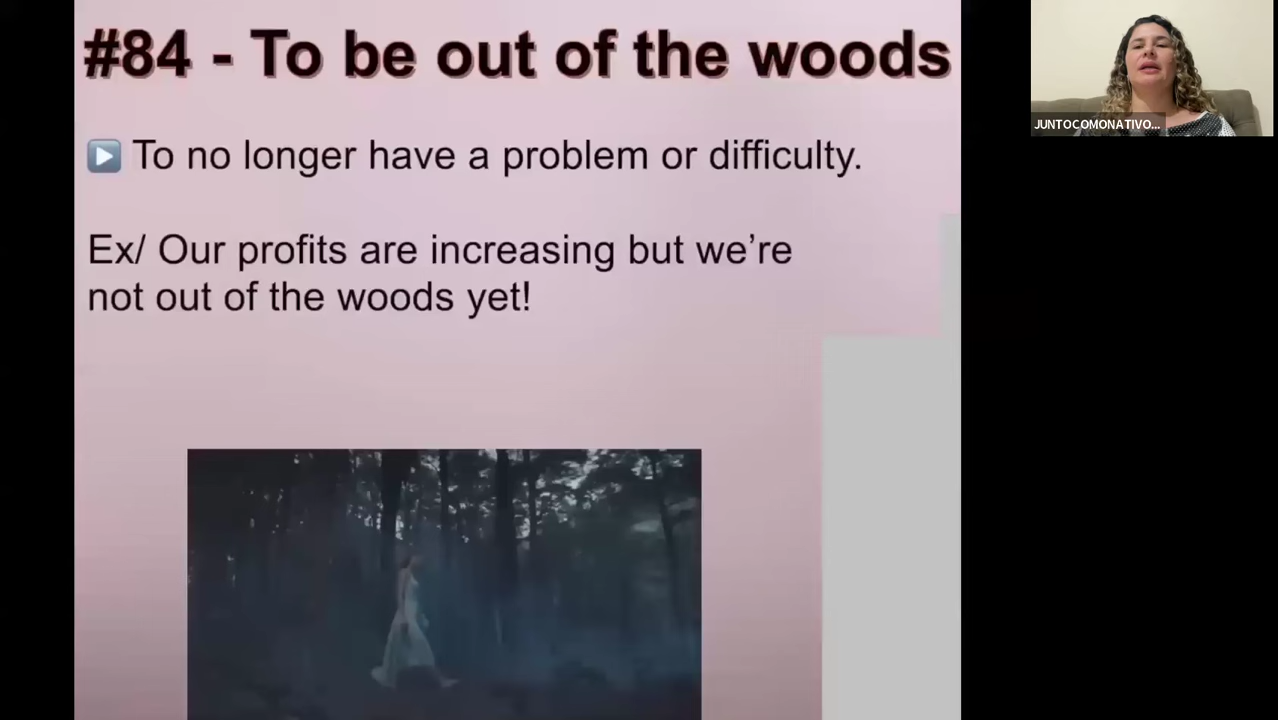 #84 - To be out of the woods
To no longer have a problem or difficulty.
Ex/ Our profits are increasing but we’re
not out of the woods yet!
JUNTOCOMONATIVO...